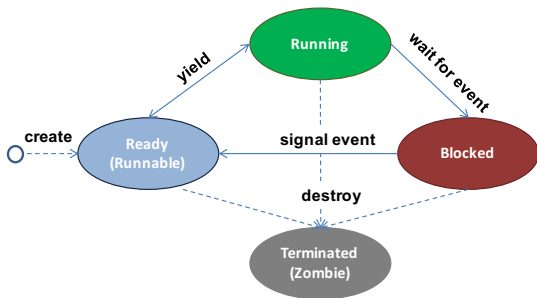 Running
yield
wait for event
create
Ready
(Runnable)
signal event
Blocked
destroy
Terminated
(Zombie)